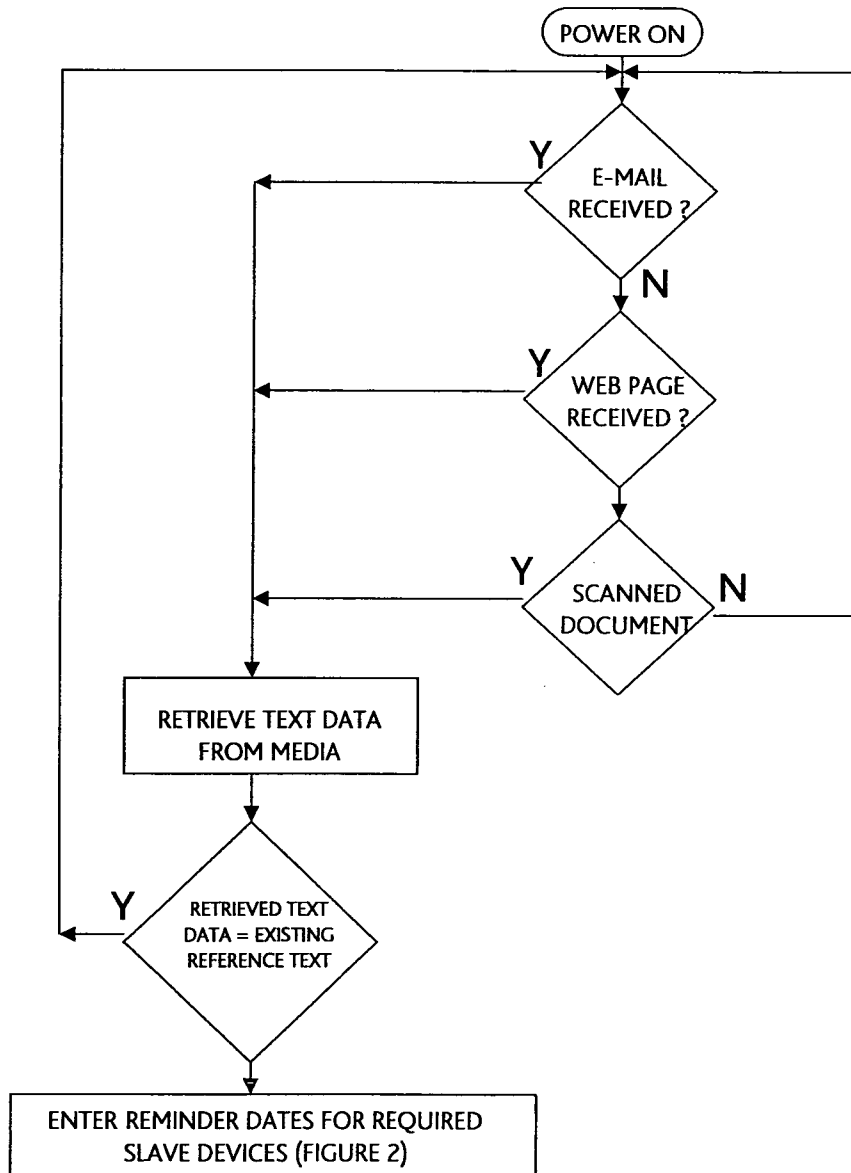 POWER ON
Y
E-MAIL
RECEIVED ?
N
Y
WEB PAGE
RECEIVED ?
Y
SCANNED
DOCUMENT
N
RETRIEVE TEXT DATA
FROM MEDIA
Y
RETRIEVED TEXT
DATA = EXISTING
REFERENCE TEXT
ENTER REMINDER DATES FOR REQUIRED
SLAVE DEVICES (FIGURE 2)